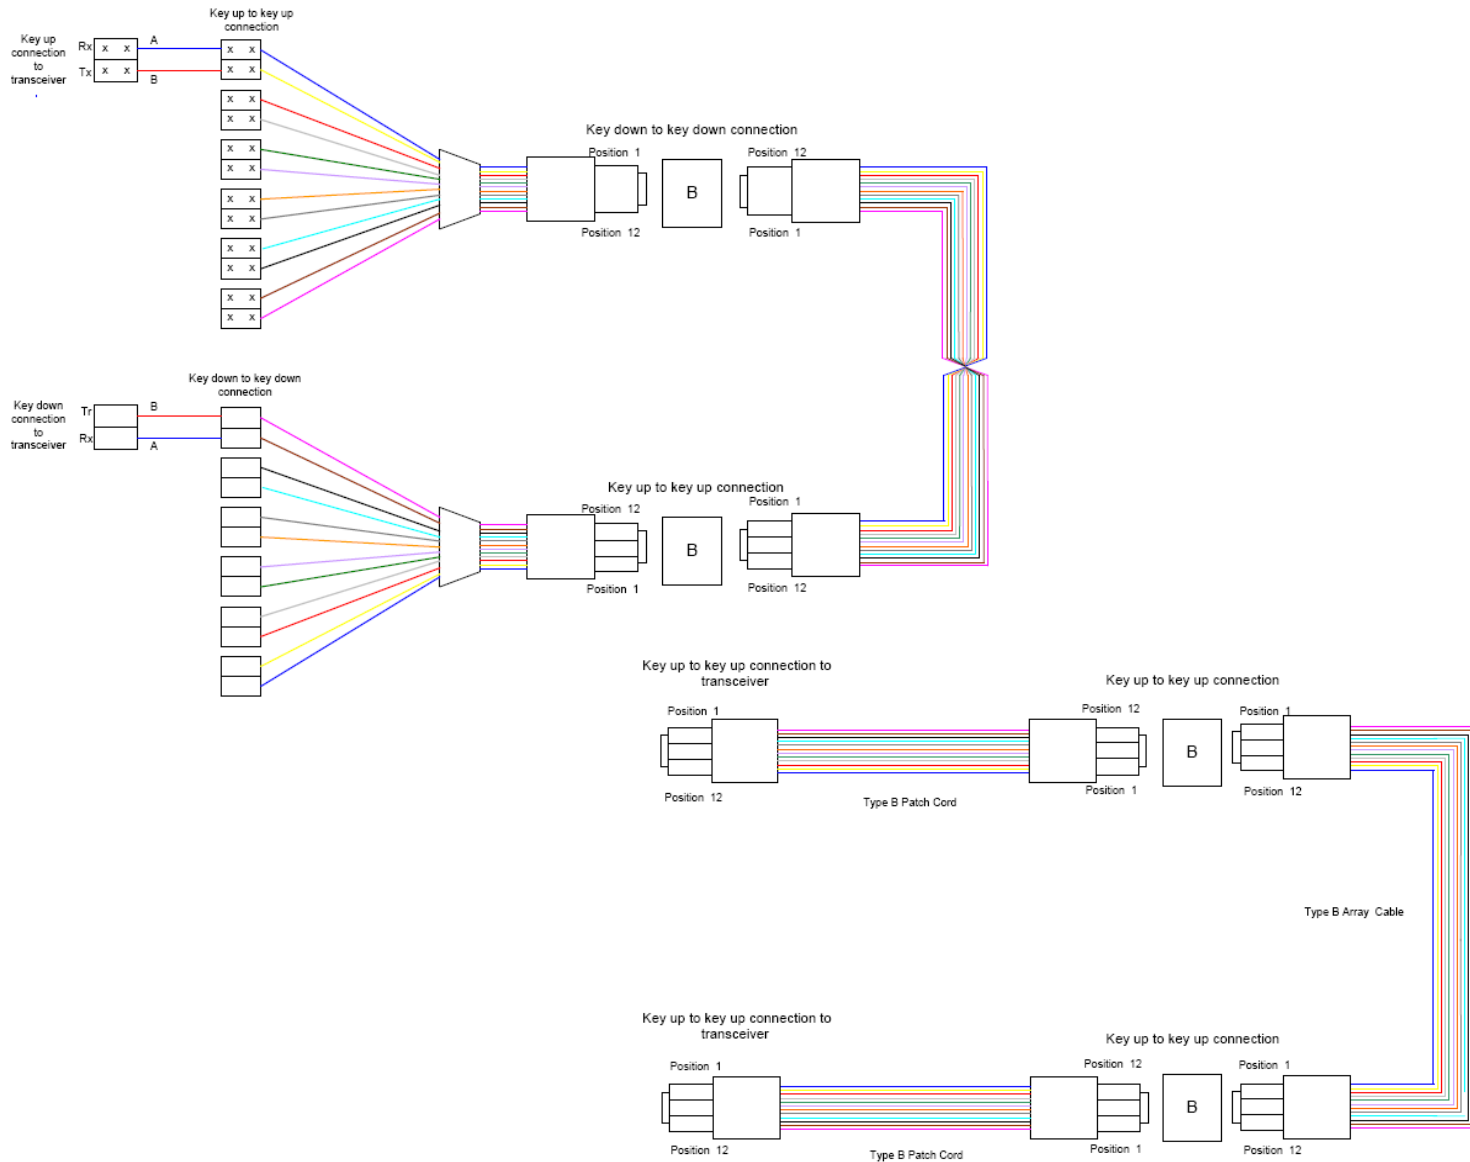 Key up to key up
connection
Key up
connection
to
transceiver
Rx
A
x x
x x
Tx
B
x x
x x
x x
x x
x x
x x
x x
x x
x x
x x
x x
x x
Key down to key down connection
Position 1
Position 12
B
Position 12
Position 1
Key down to key down
connection
Key down
connection
to
transceiver
Tr
B
Rx
A
Key up to key up connection
Position 12
Position 1
B
Position 1
Position 12
Key up to key up connection to
transceiver
Key up to key up connection
Position 1
Position 12
Position 1
B
Position 12
Position 1
Position 12
Type B Patch Cord
Type B Array Cable
Key up to key up connection to
transceiver
Key up to key up connection
Position 1
Position 12
Position 1
B
Position 12
Position 1
Position 12
Type B Patch Cord